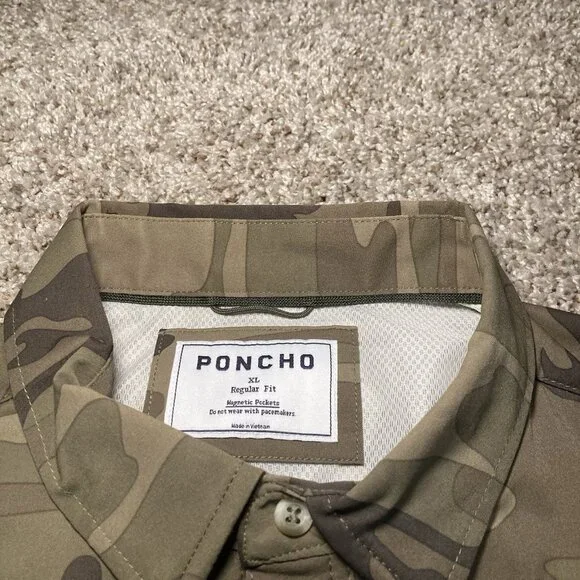 PONCHO
XL
Regular Fit
Magnetic Pockets
Do not wear with pacemakers.
Made in Vietnam